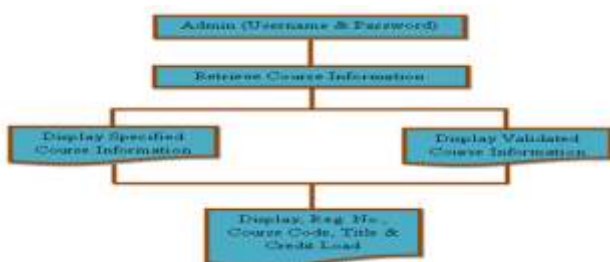 Admin (Username & Password)
Retrieve Course Information
Display Specified
Course Information
Display Validated
Course Information
Display, Reg. No.,
Course Code, Title &
Credit Load